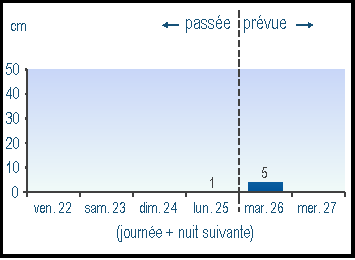 passée prévue
cm
50
40
30
20
10
0
1
5
ven. 22 sam. 23 dim. 24 lun. 25 mar. 26 mer. 27
(journée + nuit suivante)